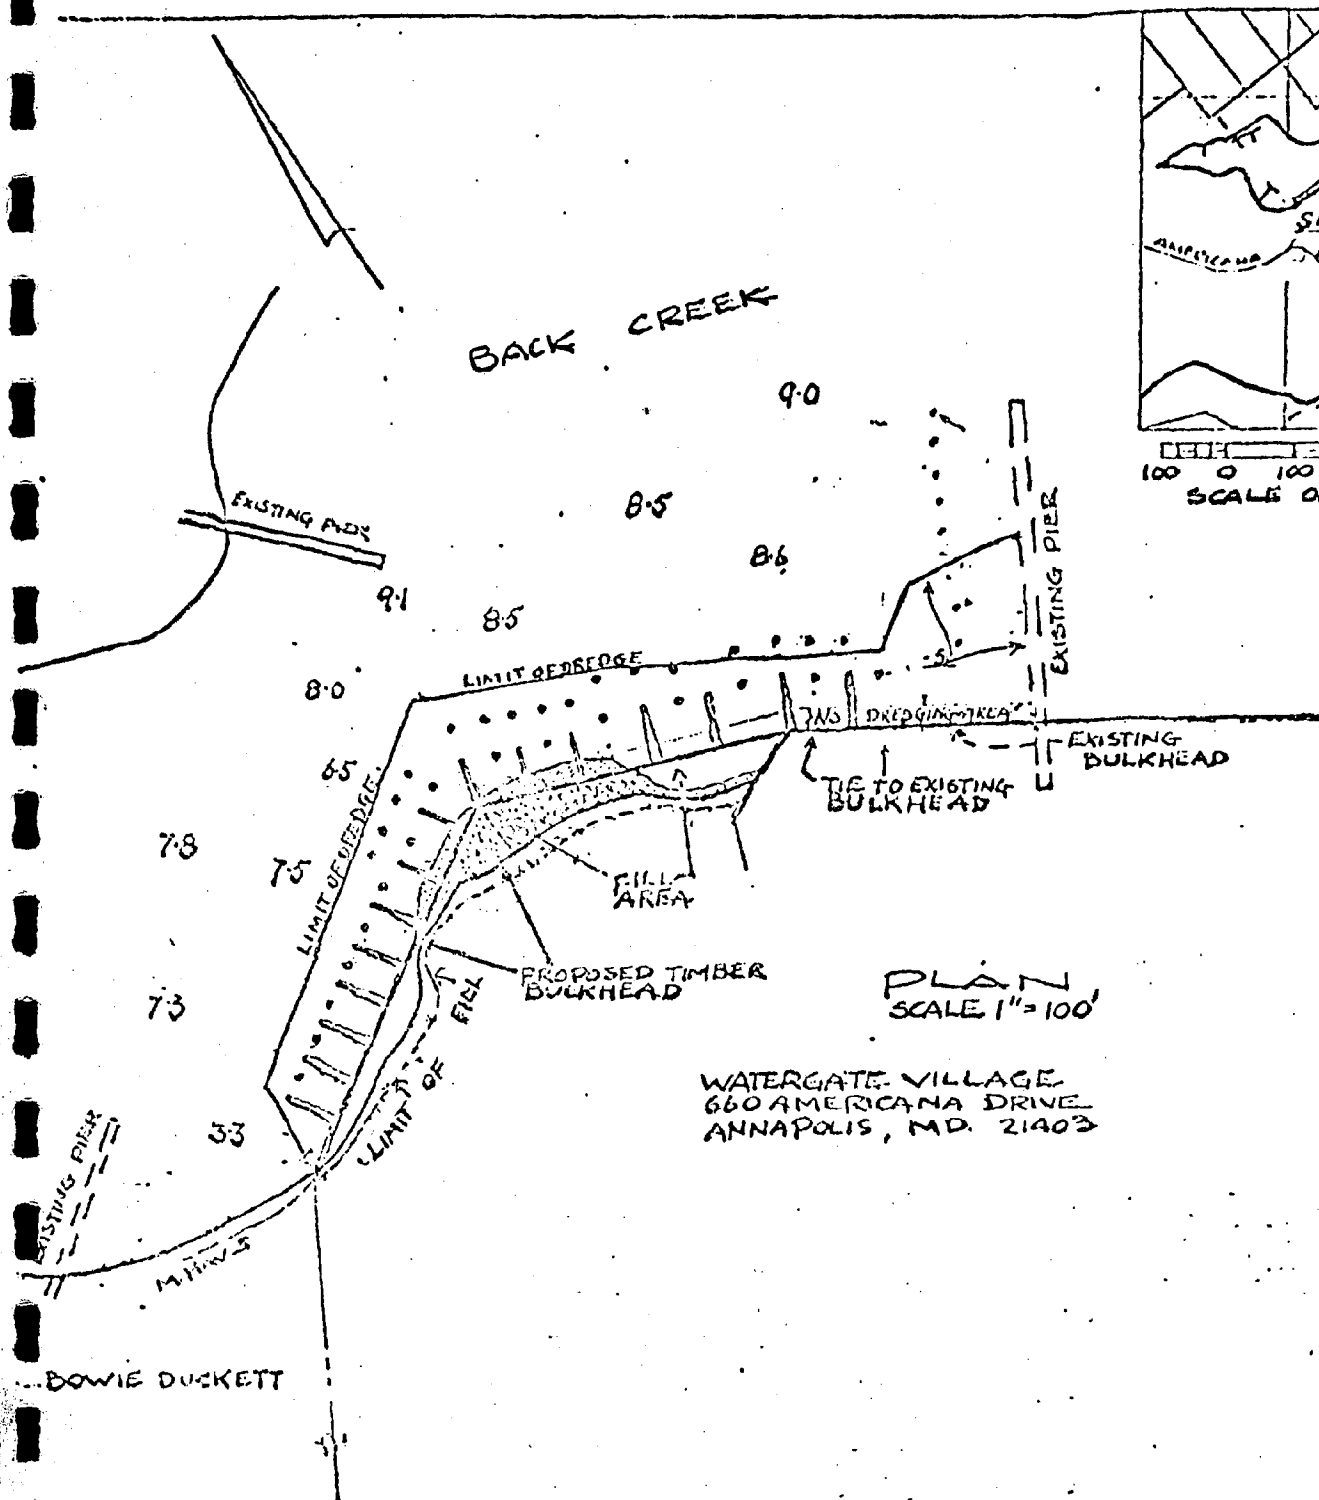 AMERICANA
100 0 100
SCALE
BACK CREEK
9.0
8.5
8.6
EXISTING PIER
EXISTING
9.1
8.5
8.0
LIMIT OF DREDGE
6.5
LIMIT OF DREDGE
7.8
7.5
7.3
3.3
NO DREDGING AREA
EXISTING
BULKHEAD
TIE TO EXISTING
BULKHEAD
FILL
AREA
PROPOSED TIMBER
BULKHEAD
LIMIT OF FILL
PLAN
SCALE 1"=100'
WATERGATE VILLAGE
660 AMERICANA DRIVE
ANNAPOLIS, MD. 21403
EXISTING PIER
BOWIE DUCKETT